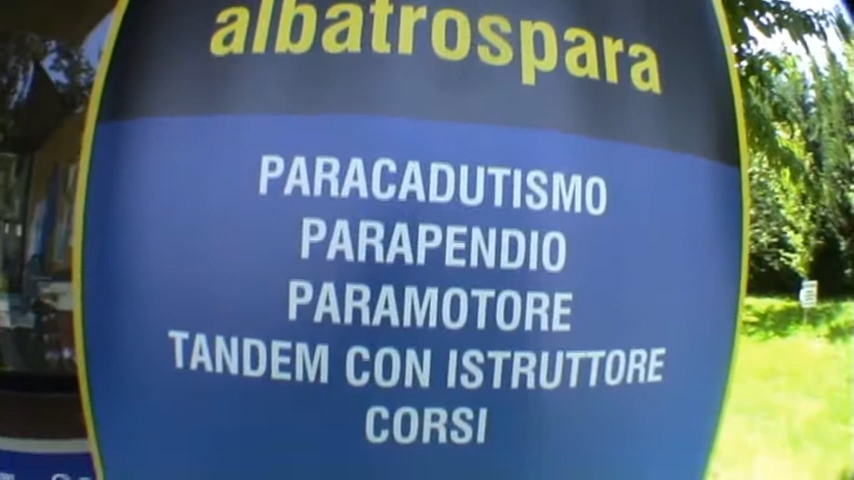 albatrospara
PARACADUTISMO
PARAPENDIO
PARAMOTORE
TANDEM CON ISTRUTTORE
CORSI